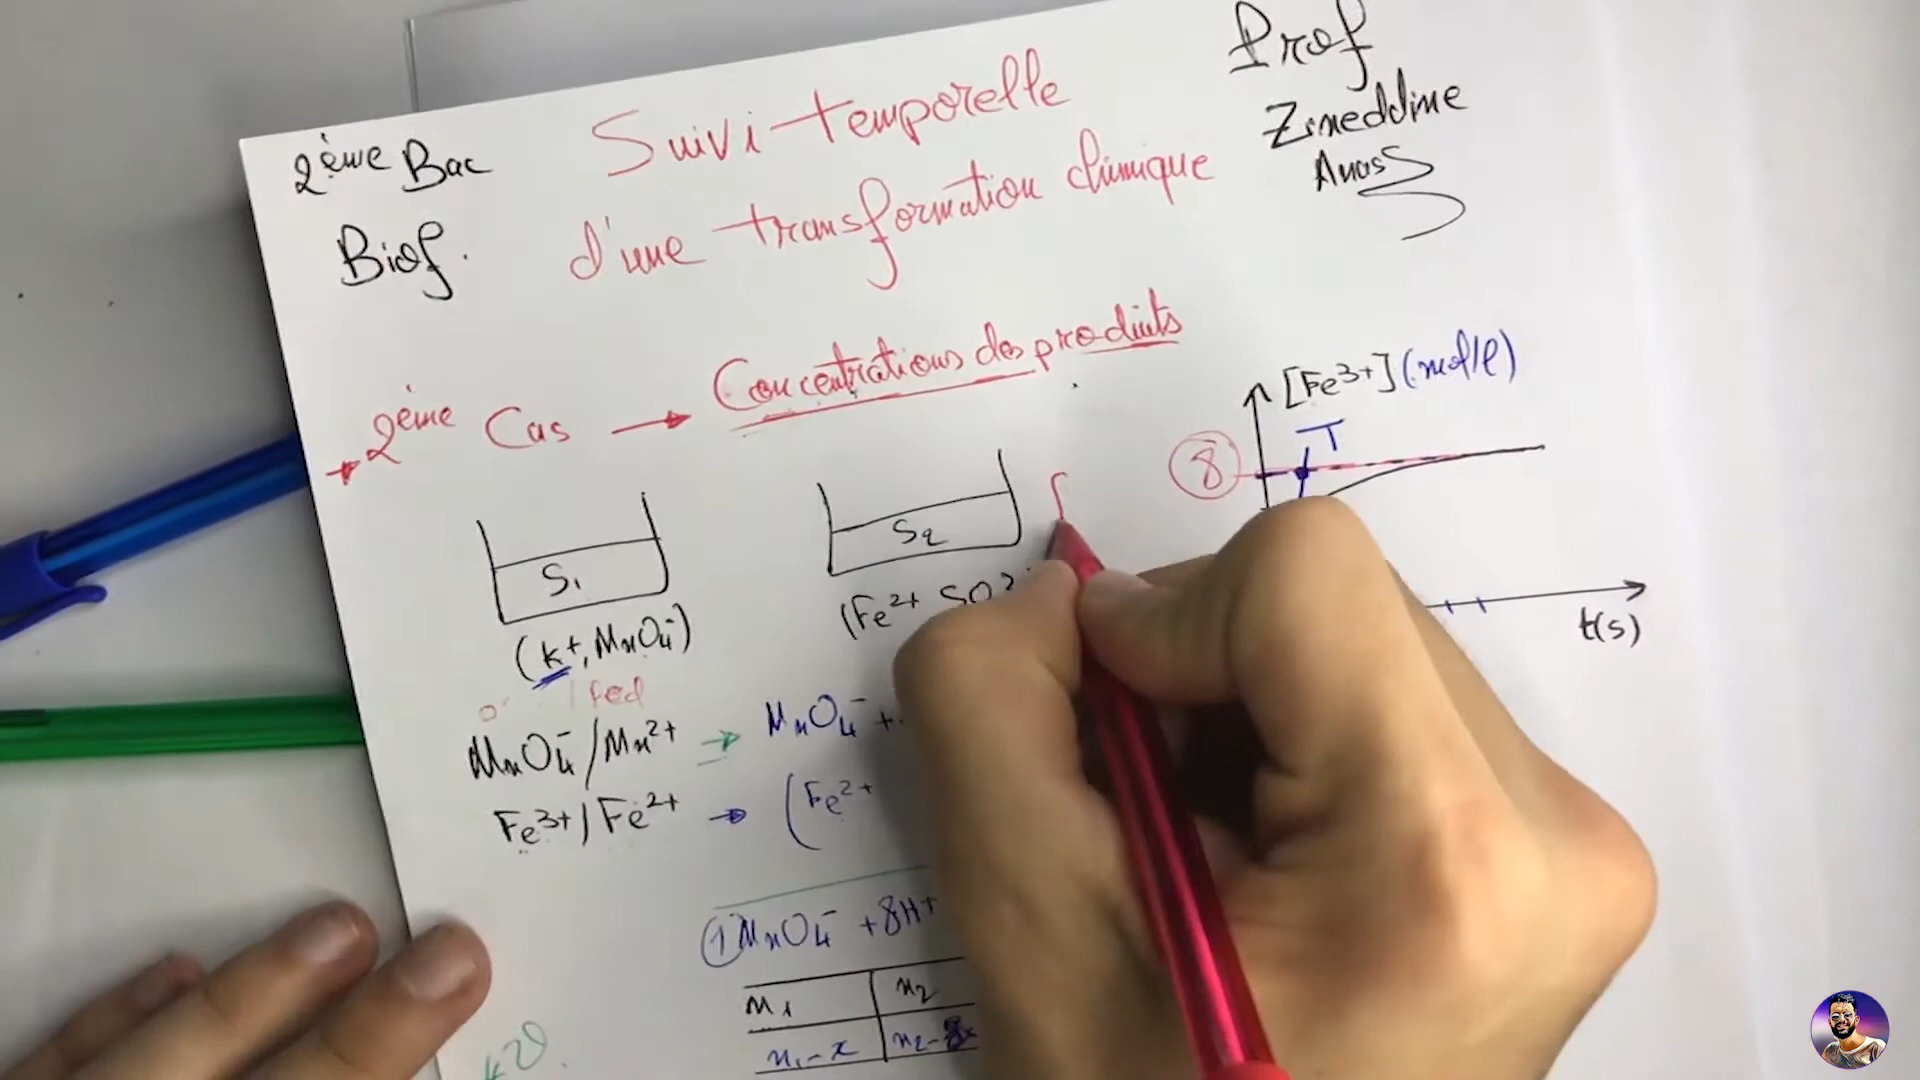 2ème Bac
Biof.
Suivi temporelle
d'une transformation chimique
Prof
Zineddine
Anass
2ème Cas → Concentrations des produits
[Fe³⁺] (mol/l)
T
8
t(s)
S₁
S₂
(K⁺, MnO₄⁻)
(Fe²⁺ SO
red
MnO₄⁻/Mn²⁺ → MnO₄⁻ +
Fe³⁺/Fe²⁺ → (Fe²⁺
① MnO₄⁻ + 8H⁺
n₁ n₂
n₁-x n₂-